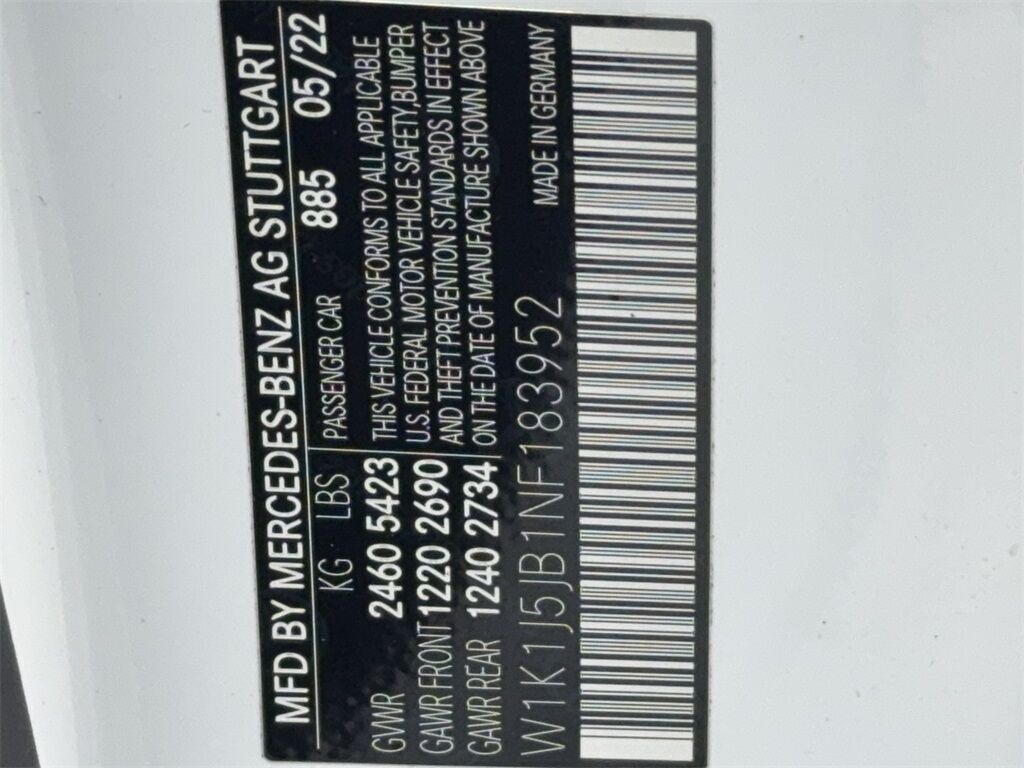 MFD BY MERCEDES-BENZ AG STUTTGART
885 05/22
KG LBS PASSENGER CAR
GVWR 2460 5423 THIS VEHICLE CONFORMS TO ALL APPLICABLE
U.S. FEDERAL MOTOR VEHICLE SAFETY,BUMPER
GAWR FRONT 1220 2690 AND THEFT PREVENTION STANDARDS IN EFFECT
GAWR REAR 1240 2734 ON THE DATE OF MANUFACTURE SHOWN ABOVE
W1K1J5JB1NF183952 MADE IN GERMANY